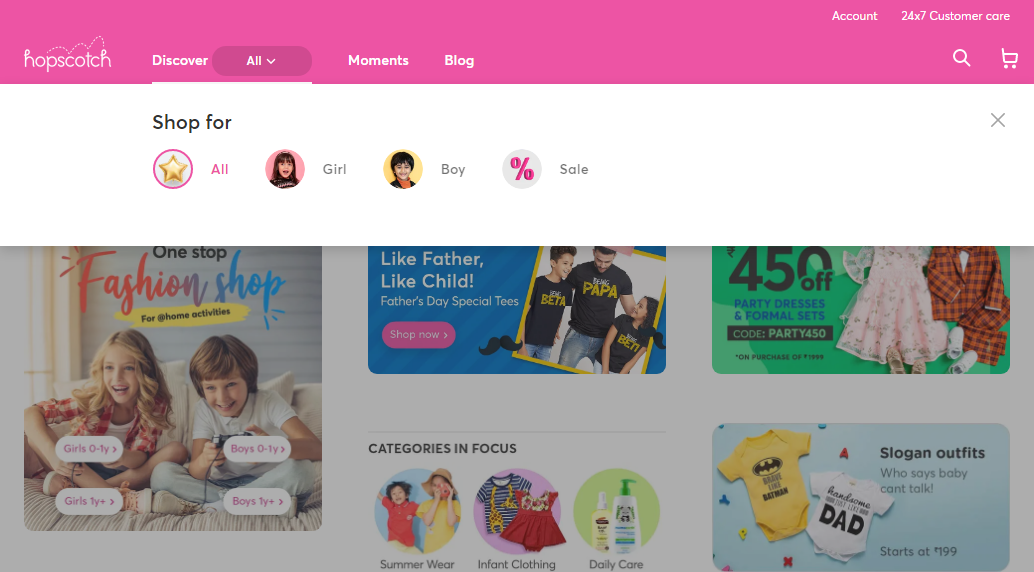 Account
24x7 Customer care
hopscotch
Discover
All
Moments
Blog
Shop for
All
Girl
Boy
%
Sale
One stop
Fashion shop
For @home activities
Girls 0-1y >
Boys 0-1y >
Girls 1y+ >
Boys 1y+ >
Like Father,
Like Child!
Father's Day Special Tees
Shop now >
BEING
BETA
BEING
PAPA
BEING
BETI
₹450off
PARTY DRESSES
& FORMAL SETS
CODE: PARTY450
*ON PURCHASE OF ₹1999
CATEGORIES IN FOCUS
Summer Wear
Infant Clothing
Daily Care
Slogan outfits
Who says baby
cant talk!
BRAVE
LIKE
BATMAN
handsome
JUST LIKE
DAD
Starts at ₹199